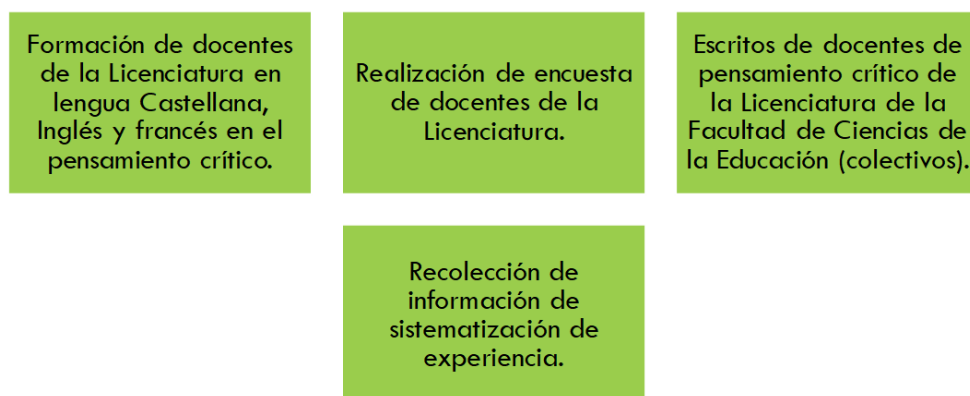 Formación de docentes
de la Licenciatura en
lengua Castellana,
Inglés y francés en el
pensamiento crítico.
Realización de encuesta
de docentes de la
Licenciatura.
Escritos de docentes de
pensamiento crítico de
la Licenciatura de la
Facultad de Ciencias de
la Educación (colectivos).
Recolección de
información de
sistematización de
experiencia.